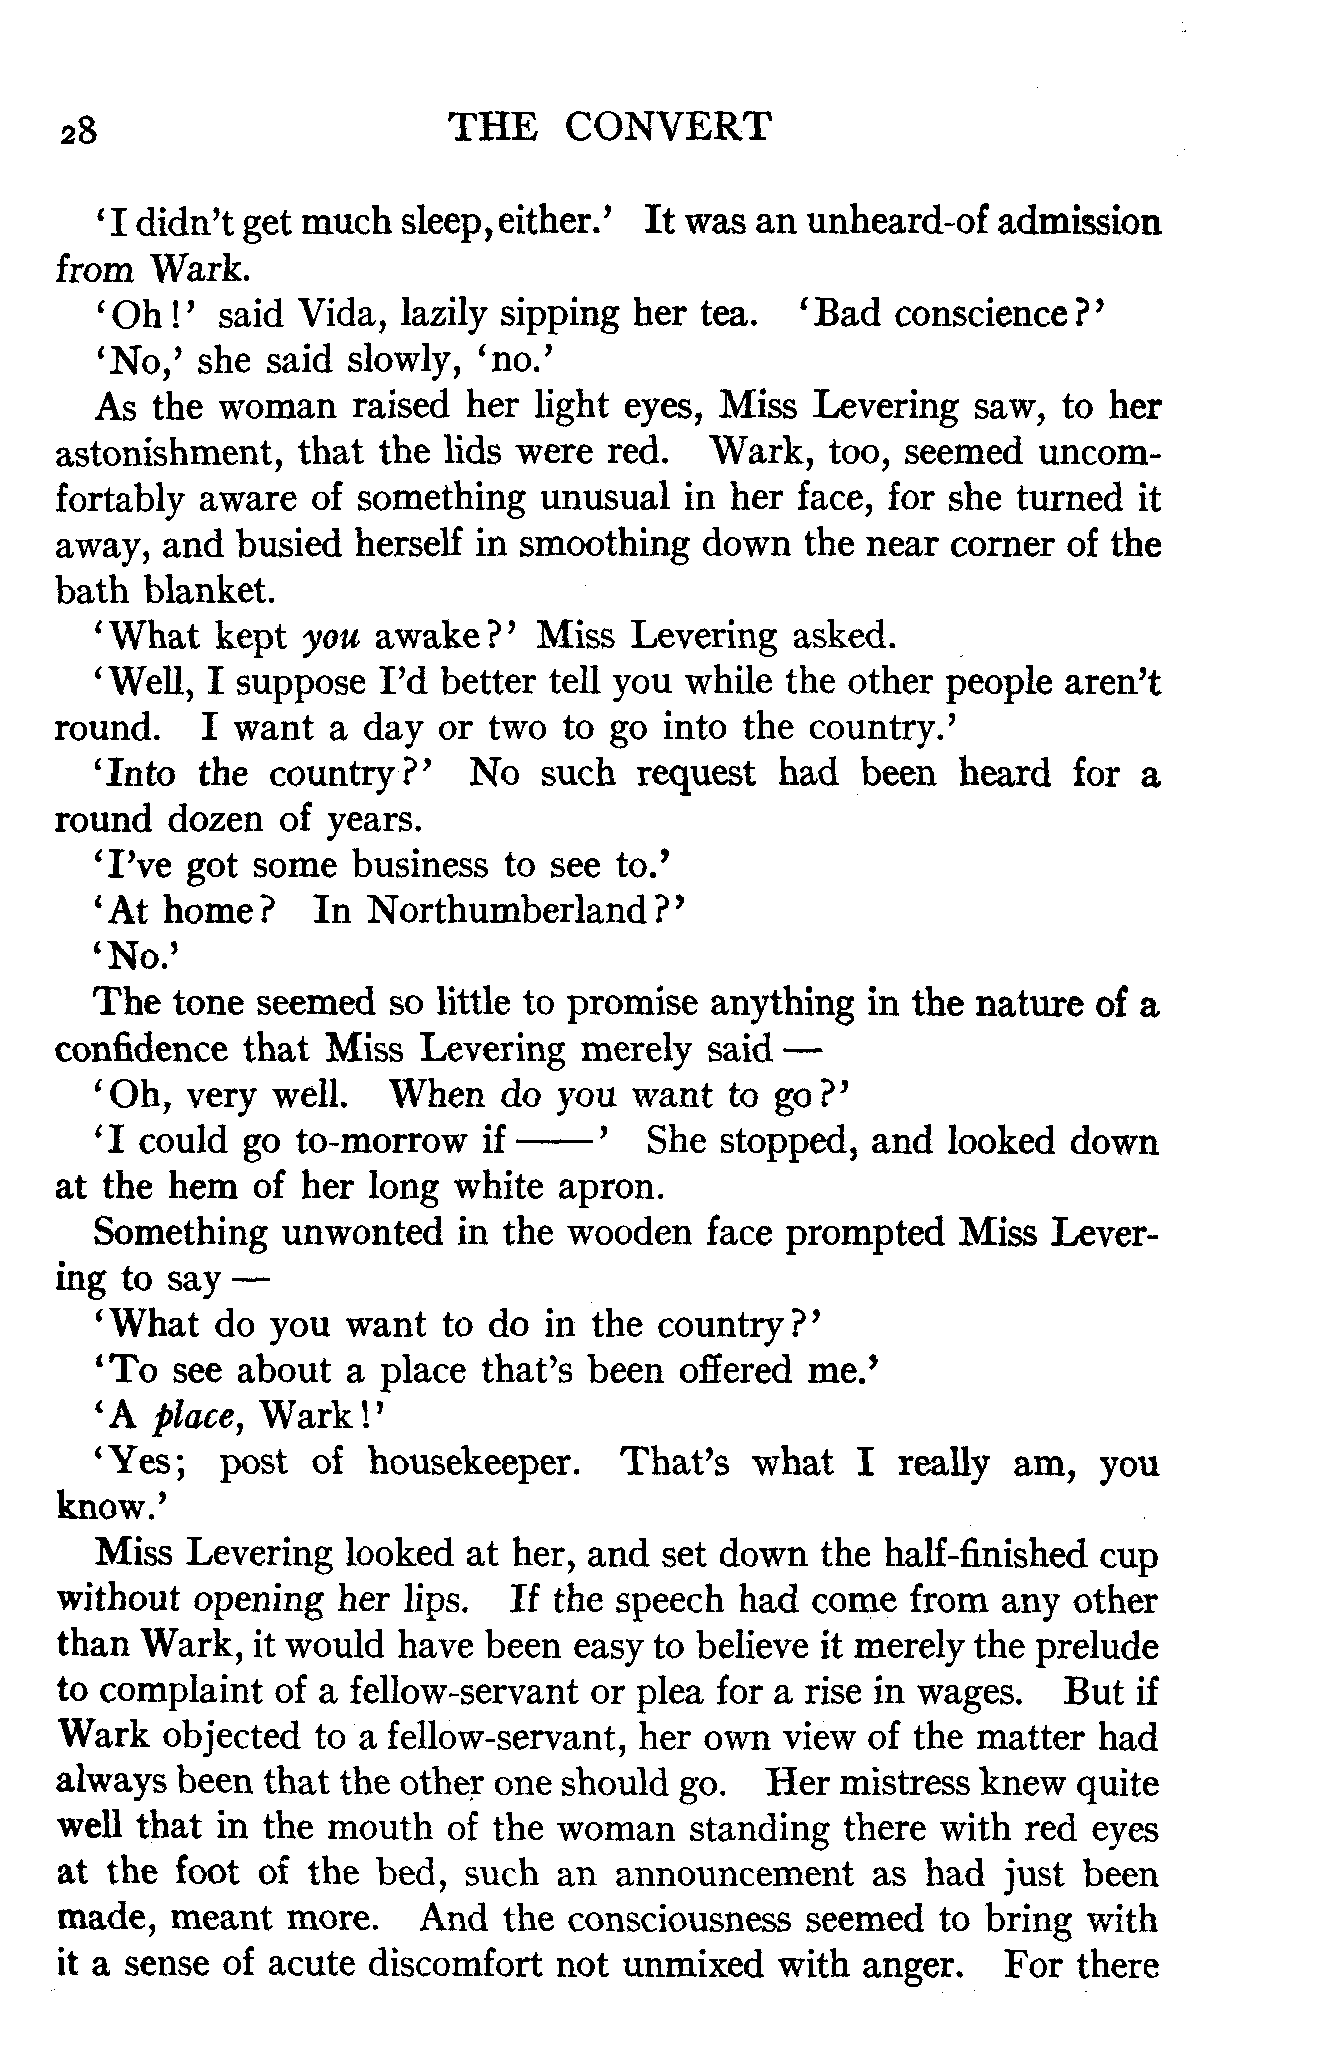 28 THE CONVERT
‘I didn’t get much sleep, either.’ It was an unheard-of admission
from Wark.
‘Oh!’ said Vida, lazily sipping her tea. ‘Bad conscience?’
‘No,’ she said slowly, ‘no.’
As the woman raised her light eyes, Miss Levering saw, to her
astonishment, that the lids were red. Wark, too, seemed uncom-
fortably aware of something unusual in her face, for she turned it
away, and busied herself in smoothing down the near corner of the
bath blanket.
‘What kept you awake?’ Miss Levering asked.
‘Well, I suppose I’d better tell you while the other people aren’t
round. I want a day or two to go into the country.’
‘Into the country?’ No such request had been heard for a
round dozen of years.
‘I’ve got some business to see to.’
‘At home? In Northumberland?’
‘No.’
The tone seemed so little to promise anything in the nature of a
confidence that Miss Levering merely said —
‘Oh, very well. When do you want to go?’
‘I could go to-morrow if ——’ She stopped, and looked down
at the hem of her long white apron.
Something unwonted in the wooden face prompted Miss Lever-
ing to say —
‘What do you want to do in the country?’
‘To see about a place that’s been offered me.’
‘A place, Wark!’
‘Yes; post of housekeeper. That’s what I really am, you
know.’
Miss Levering looked at her, and set down the half-finished cup
without opening her lips. If the speech had come from any other
than Wark, it would have been easy to believe it merely the prelude
to complaint of a fellow-servant or plea for a rise in wages. But if
Wark objected to a fellow-servant, her own view of the matter had
always been that the other one should go. Her mistress knew quite
well that in the mouth of the woman standing there with red eyes
at the foot of the bed, such an announcement as had just been
made, meant more. And the consciousness seemed to bring with
it a sense of acute discomfort not unmixed with anger. For there